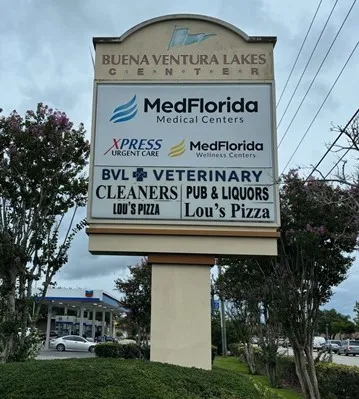 BUENA VENTURA LAKES
CENTER
MedFlorida
Medical Centers
XPRESS
URGENT CARE
MedFlorida
Wellness Centers
BVL VETERINARY
CLEANERS
LOU'S PIZZA
PUB & LIQUORS
Lou's Pizza